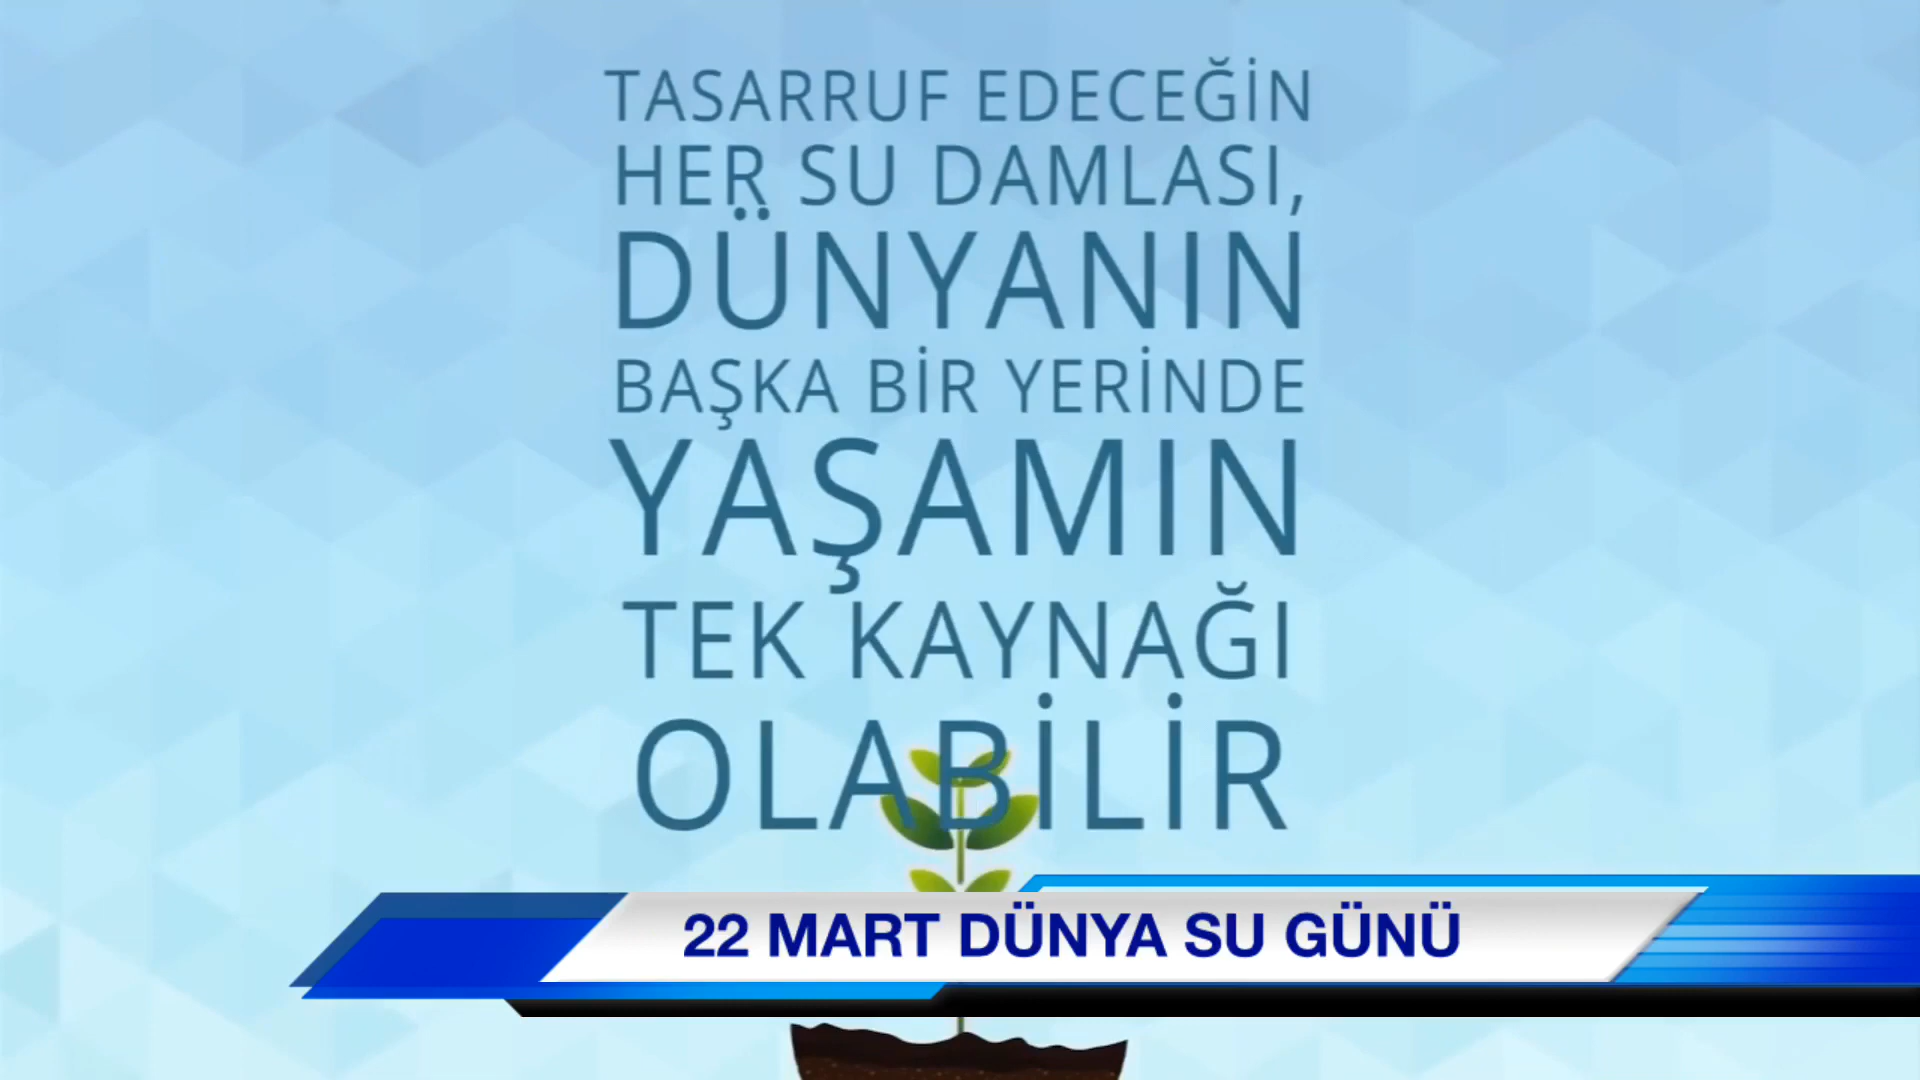 TASARRUF EDECEĞİN
HER SU DAMLASI,
DÜNYANIN
BAŞKA BİR YERİNDE
YAŞAMIN
TEK KAYNAĞI
OLABİLİR
22 MART DÜNYA SU GÜNÜ